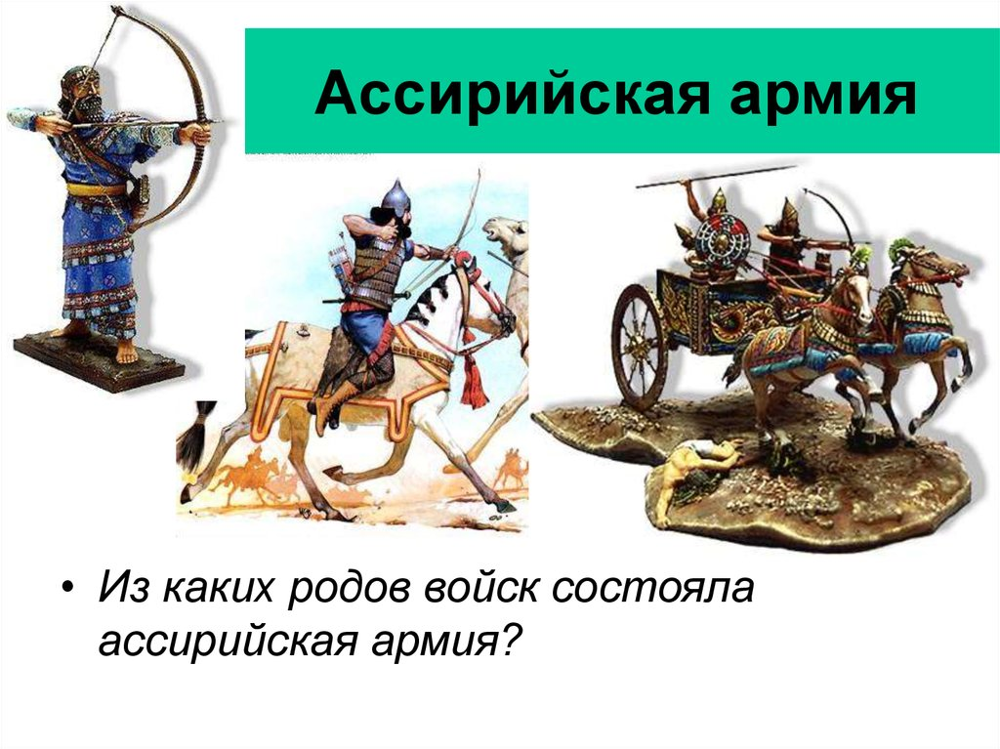 Ассирийская армия
• Из каких родов войск состояла
ассирийская армия?